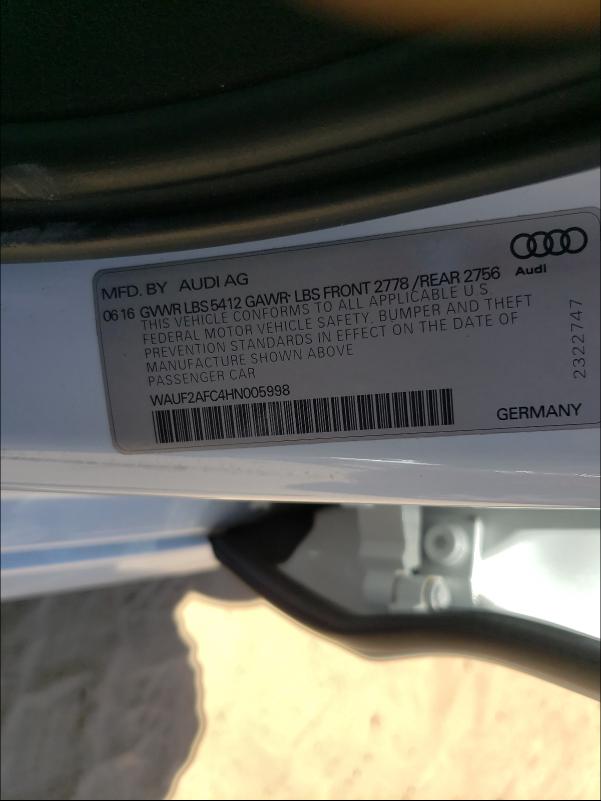 MFD. BY AUDI AG
Audi
06 16 GVWR LBS 5412 GAWR LBS FRONT 2778 / REAR 2756
THIS VEHICLE CONFORMS TO ALL APPLICABLE U S
FEDERAL MOTOR VEHICLE SAFETY, BUMPER AND THEFT
PREVENTION STANDARDS IN EFFECT ON THE DATE OF
MANUFACTURE SHOWN ABOVE
PASSENGER CAR
WAUF2AFC4HN005998
2322747
GERMANY